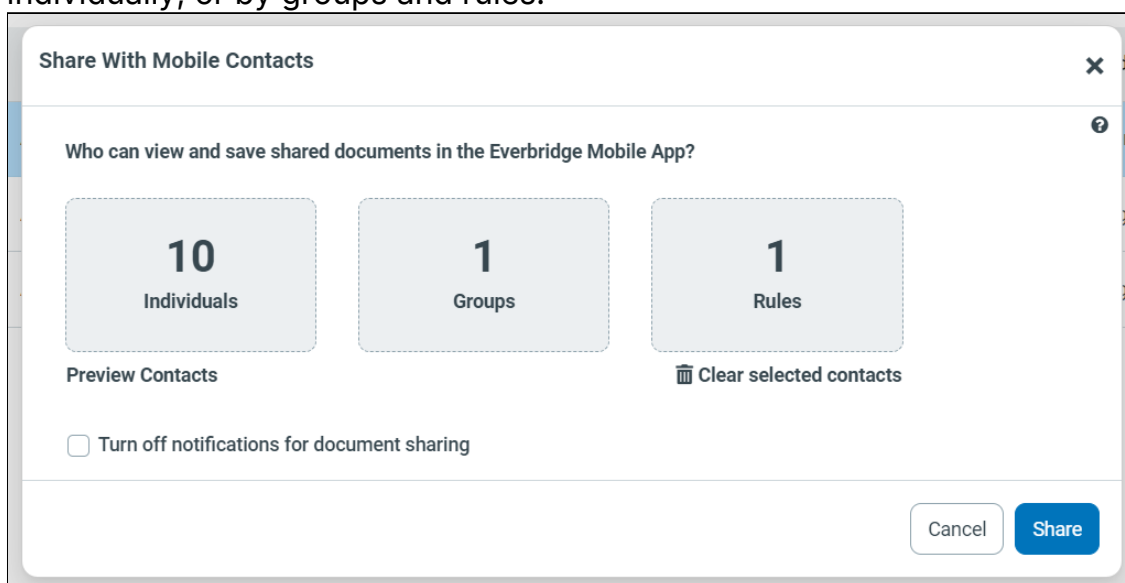 individually, or by groups and rules.
Share With Mobile Contacts
Who can view and save shared documents in the Everbridge Mobile App?
10
Individuals
1
Groups
1
Rules
Preview Contacts
Clear selected contacts
Turn off notifications for document sharing
Cancel
Share